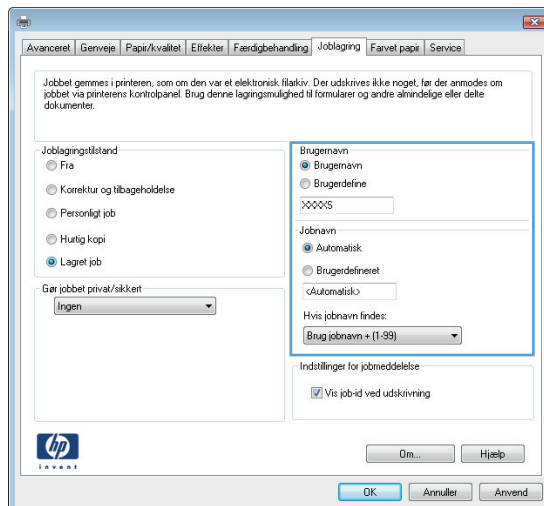 Avanceret Genveje Papir/kvalitet Effekter Færdigbehandling Joblagring Farvet papir Service
Jobbet gemmes i printeren, som om den var et elektronisk filarkiv. Der udskrives ikke noget, før der anmodes om
jobbet via printerens kontrolpanel. Brug denne lagringsmulighed til formularer og andre almindelige eller delte
dokumenter.
Joblagringstilstand
Fra
Korrektur og tilbageholdelse
Personligt job
Hurtig kopi
Lagret job
Gør jobbet privat/sikkert
Ingen
Brugernavn
Brugernavn
Brugerdefine
XXXXS
Jobnavn
Automatisk
Brugerdefineret
<Automatisk>
Hvis jobnavn findes:
Brug jobnavn + (1-99)
Indstillinger for jobmeddelelse
Vis job-id ved udskrivning
hp
invent
Om... Hjælp
OK Annuller Anvend